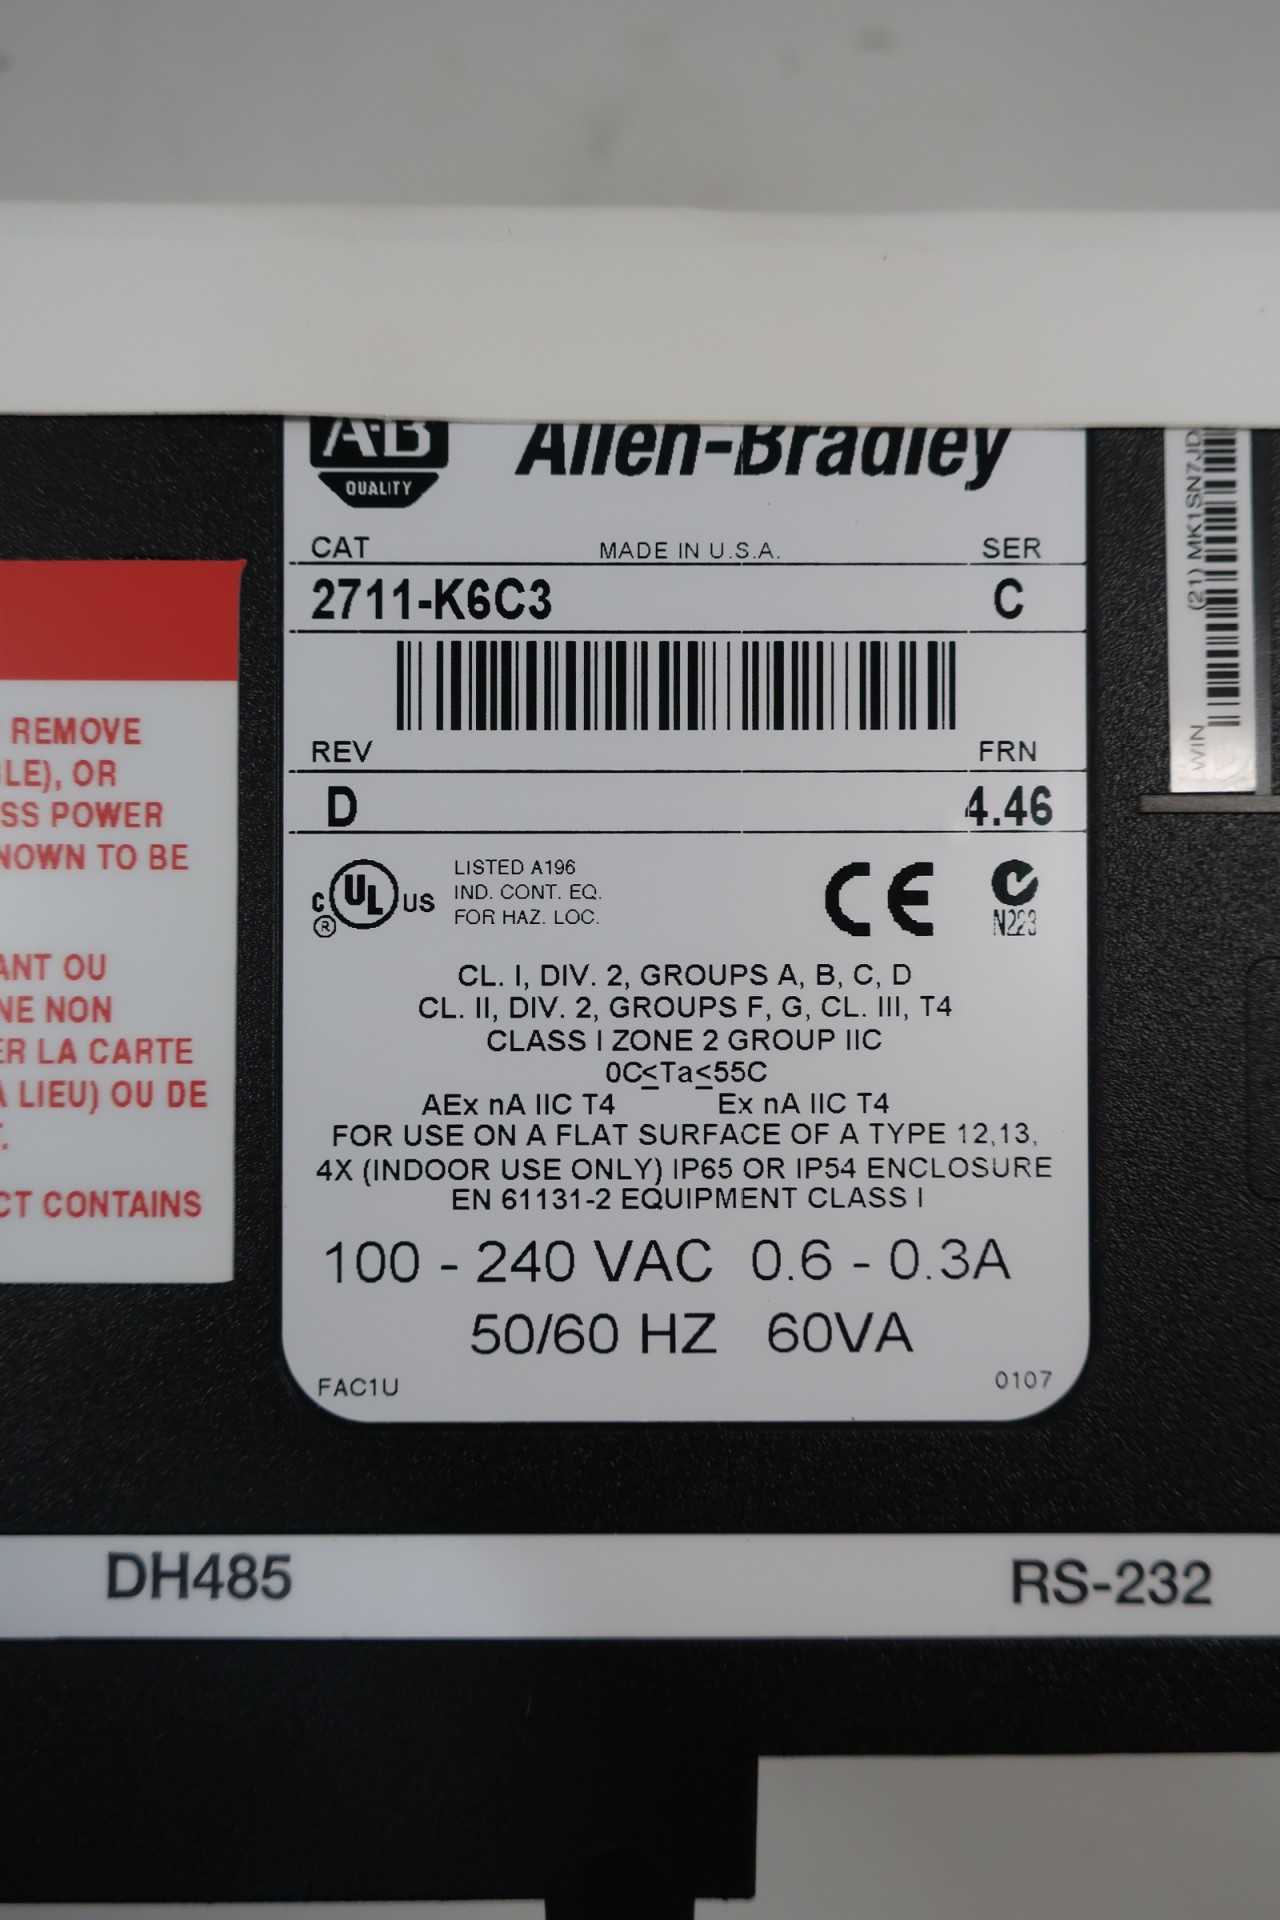 A-B
QUALITY
Allen-Bradley
CAT MADE IN U.S.A. SER
2711-K6C3 C
REV FRN
D 4.46
C UL US
®
LISTED A196
IND. CONT. EQ.
FOR HAZ. LOC.
CE
N223
CL. I, DIV. 2, GROUPS A, B, C, D
CL. II, DIV. 2, GROUPS F, G, CL. III, T4
CLASS I ZONE 2 GROUP IIC
0C≤Ta≤55C
AEx nA IIC T4 Ex nA IIC T4
FOR USE ON A FLAT SURFACE OF A TYPE 12,13,
4X (INDOOR USE ONLY) IP65 OR IP54 ENCLOSURE
EN 61131-2 EQUIPMENT CLASS I
100 - 240 VAC 0.6 - 0.3A
50/60 HZ 60VA
FAC1U 0107
REMOVE
LE), OR
SS POWER
NOWN TO BE
ANT OU
NE NON
ER LA CARTE
A LIEU) OU DE
CT CONTAINS
(21) MK1SN7JD
WIN
DH485 RS-232